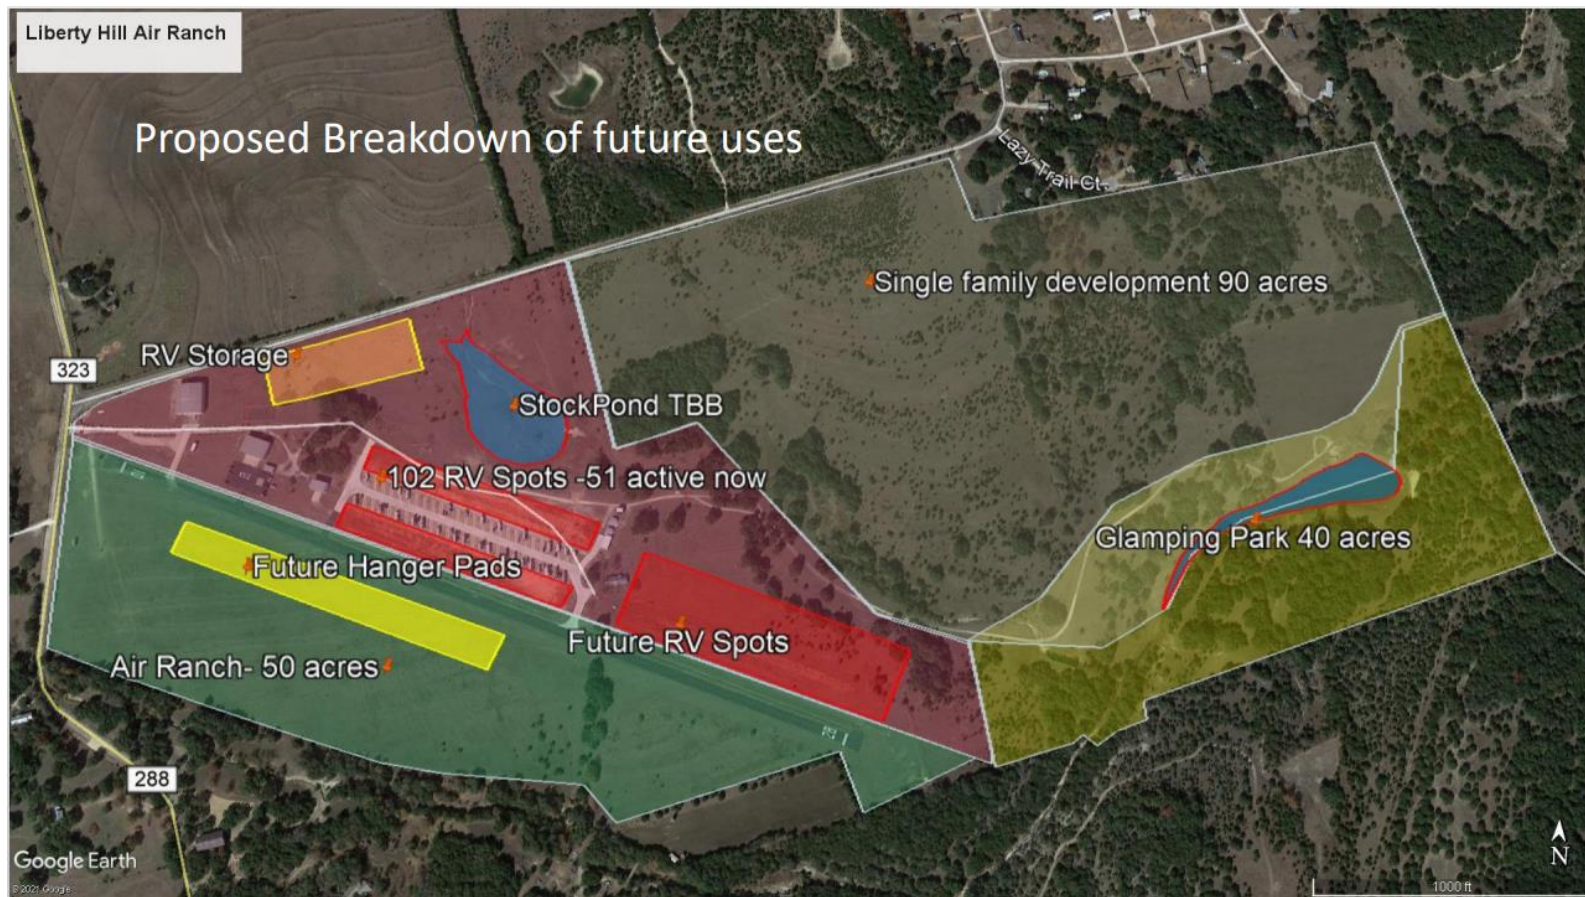 Liberty Hill Air Ranch
Proposed Breakdown of future uses
Lazy Trail Ct
Single family development 90 acres
RV Storage
323
StockPond TBB
102 RV Spots -51 active now
Glamping Park 40 acres
Future Hanger Pads
Future RV Spots
Air Ranch- 50 acres
288
Google Earth
© 2021 Google
N
1000 ft